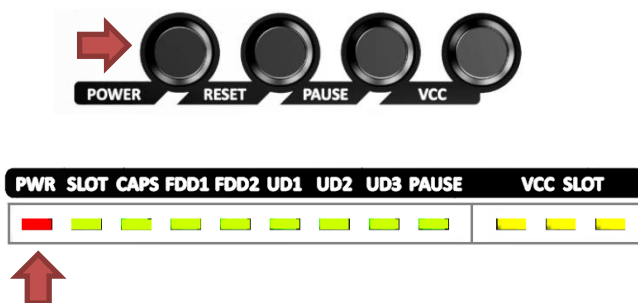 POWER RESET PAUSE VCC
PWR SLOT CAPS FDD1 FDD2 UD1 UD2 UD3 PAUSE VCC SLOT